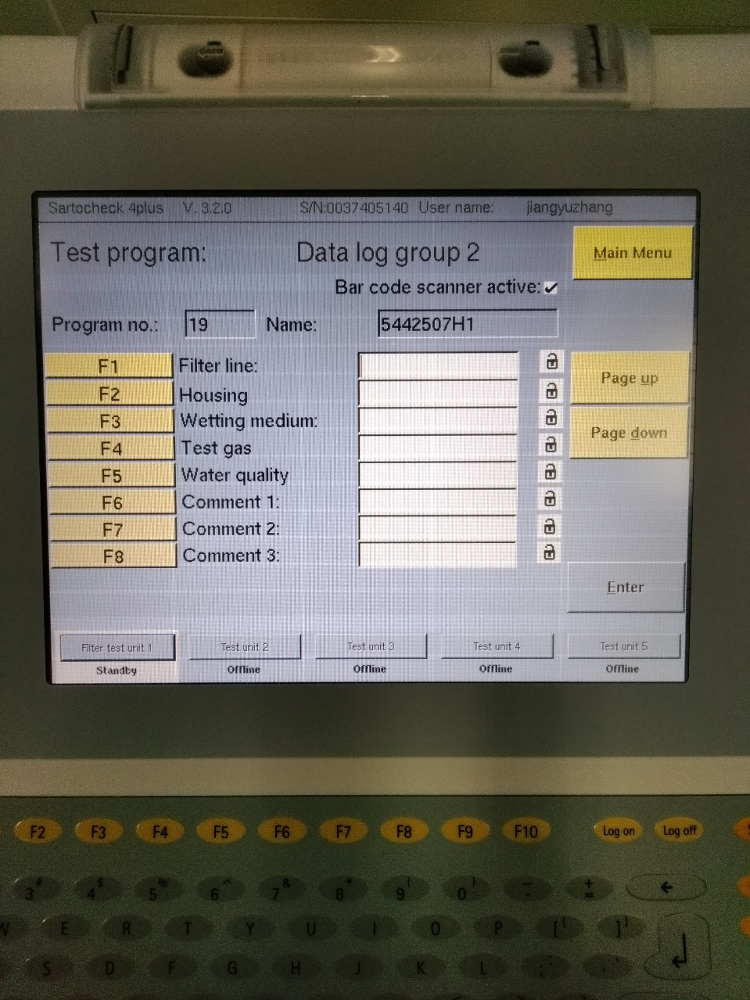 Sartocheck 4plus V. 3.2.0 S/N:0037405140 User name: jiangyuzhang
Test program: Data log group 2
Main Menu
Bar code scanner active:
Program no.: 19 Name: 5442507H1
F1 Filter line:
F2 Housing
F3 Wetting medium:
F4 Test gas
F5 Water quality
F6 Comment 1:
F7 Comment 2:
F8 Comment 3:
Page up
Page down
Enter
Filter test unit 1 Test unit 2 Test unit 3 Test unit 4 Test unit 5
Standby Offline Offline Offline Offline
F2 F3 F4 F5 F6 F7 F8 F9 F10 Log on Log off
3 # 4 $ 5 % 6 ^ 7 & 8 * 9 ( 0 ) - _ = +
W E R T Y U I O P [ { ] }
S D F G H J K L ; :